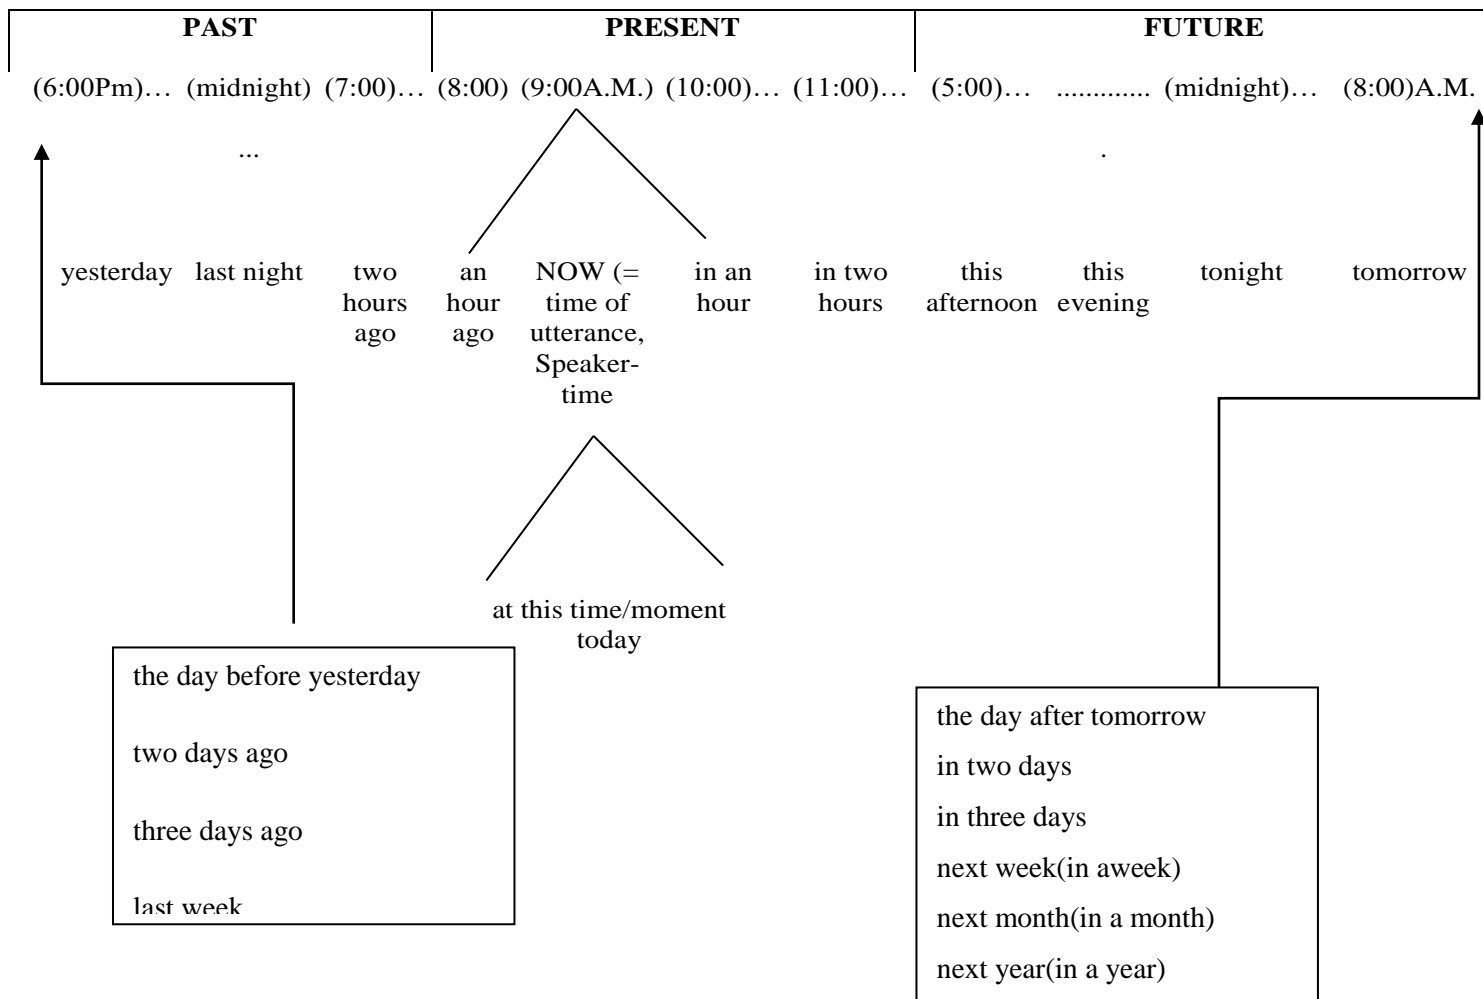 PAST PRESENT FUTURE
(6:00Pm)… (midnight) (7:00)… (8:00) (9:00A.M.) (10:00)… (11:00)… (5:00)… ............. (midnight)… (8:00)A.M.
... .
yesterday last night two an NOW (= in an in two this this tonight tomorrow
hours hour time of hour hours afternoon evening
ago ago utterance,
Speaker-
time
at this time/moment
today
the day before yesterday
two days ago
three days ago
last week
the day after tomorrow
in two days
in three days
next week(in aweek)
next month(in a month)
next year(in a year)